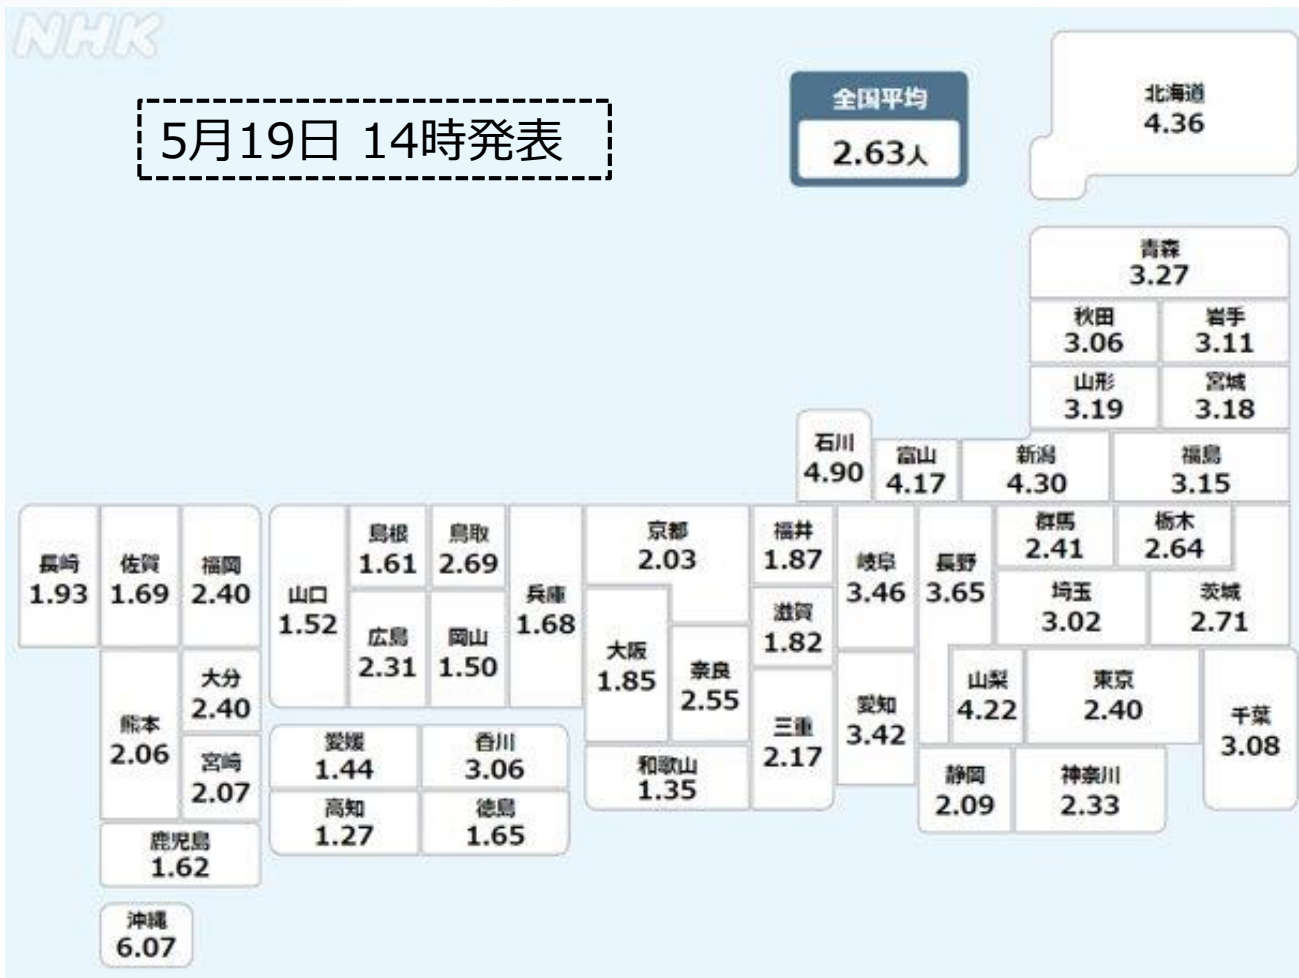 NHK
5月19日 14時発表
全国平均
2.63人
北海道
4.36
青森
3.27
秋田
3.06
岩手
3.11
山形
3.19
宮城
3.18
石川
4.90
富山
4.17
新潟
4.30
福島
3.15
長崎
1.93
佐賀
1.69
福岡
2.40
山口
1.52
島根
1.61
鳥取
2.69
兵庫
1.68
京都
2.03
福井
1.87
岐阜
3.46
長野
3.65
群馬
2.41
栃木
2.64
埼玉
3.02
茨城
2.71
広島
2.31
岡山
1.50
大阪
1.85
奈良
2.55
滋賀
1.82
大分
2.40
熊本
2.06
宮崎
2.07
愛媛
1.44
香川
3.06
和歌山
1.35
三重
2.17
愛知
3.42
山梨
4.22
東京
2.40
千葉
3.08
高知
1.27
徳島
1.65
静岡
2.09
神奈川
2.33
鹿児島
1.62
沖縄
6.07